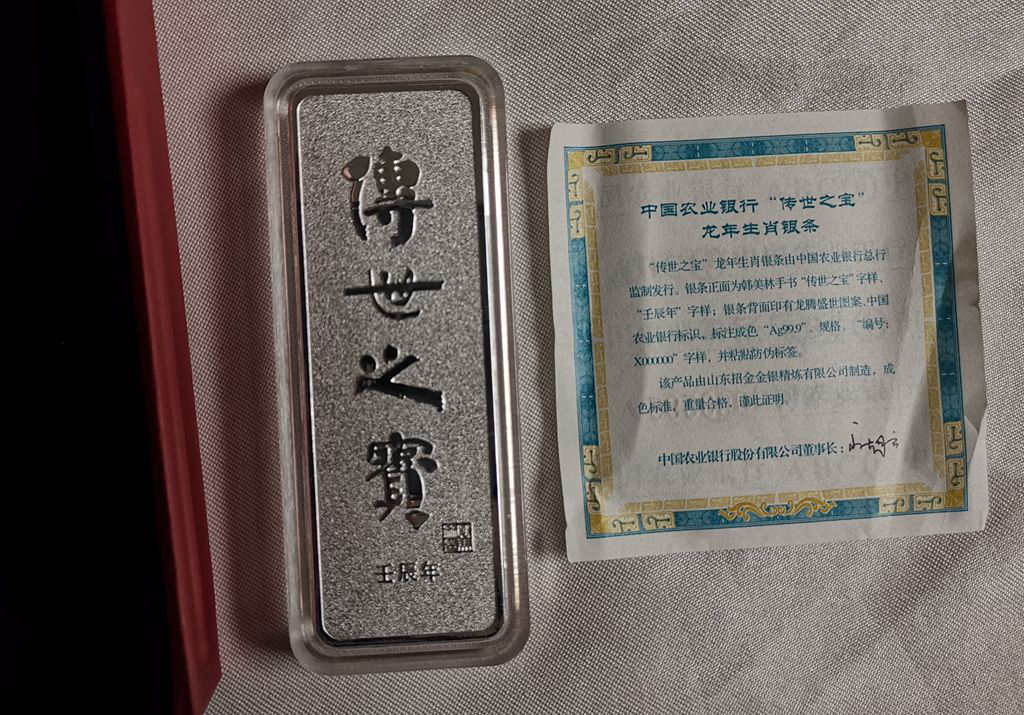 傳世之寶
壬辰年
中国农业银行“传世之宝”
龙年生肖银条
“传世之宝”龙年生肖银条由中国农业银行总行
监制发行。银条正面为韩美林手书“传世之宝”字样，
“壬辰年”字样；银条背面印有龙腾盛世图案、中国
农业银行标识，标注成色“Ag99.9”、规格，“编号：
X000000”字样，并粘贴防伪标签。
该产品由山东招金金银精炼有限公司制造，成
色标准，重量合格，谨此证明。
中国农业银行股份有限公司董事长：